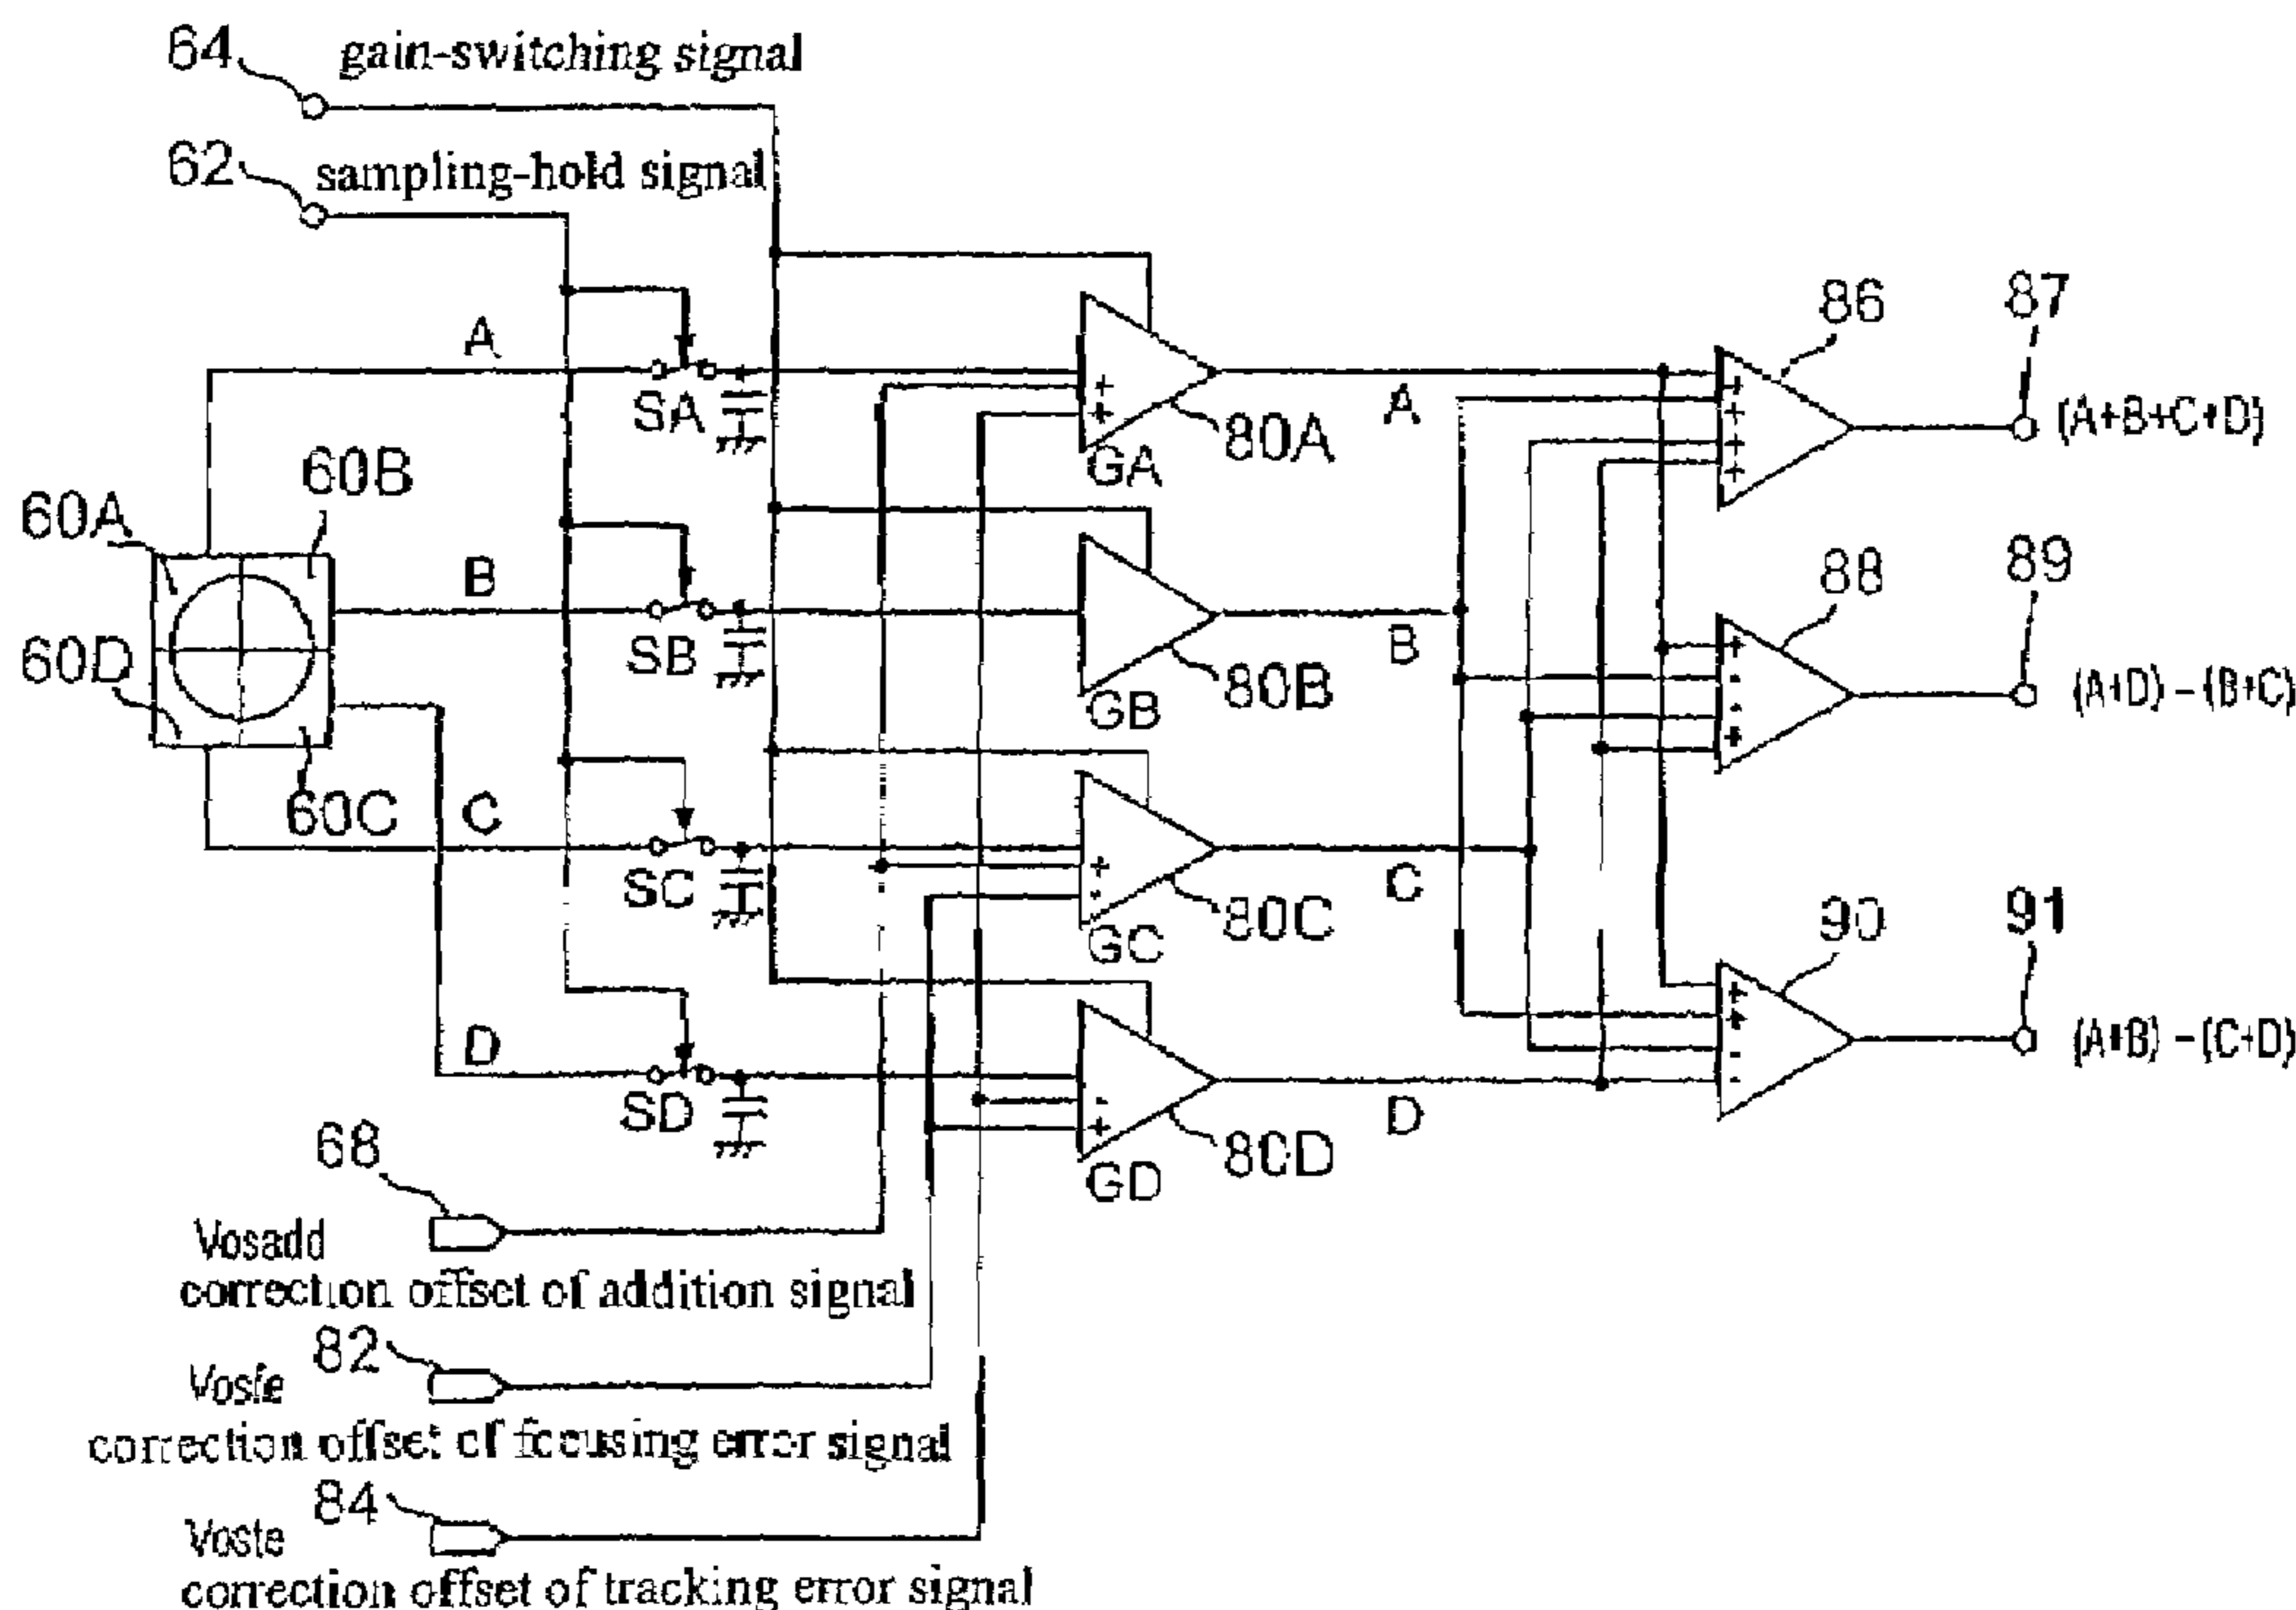 64 gain-switching signal
62 sampling-hold signal
A
SA
+
+
GA
80A
A
86
+
+
+
+
87
(A+B+C+D)
60A
60B
60D
60C
B
SB
GB
80B
B
88
+
-
-
+
89
(A+D) - (B+C)
C
SC
+
-
GC
80C
C
90
+
+
-
-
91
(A+B) - (C+D)
D
SD
-
+
GD
80D
D
68
Vosadd
correction offset of addition signal
82
Vosfe
correction offset of focusing error signal
84
Voste
correction offset of tracking error signal